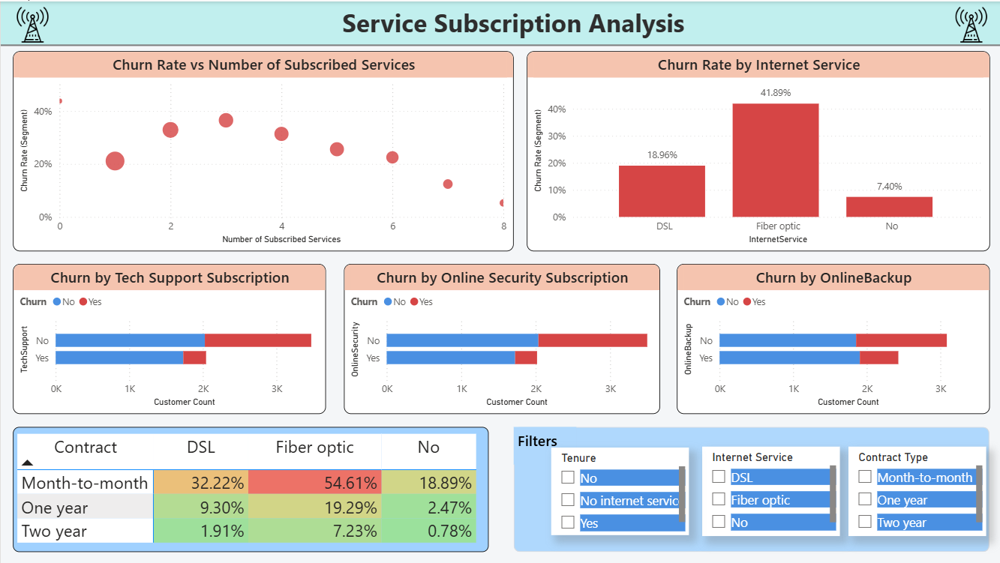 Service Subscription Analysis
Churn Rate vs Number of Subscribed Services
Churn Rate (Segment)
40%
20%
0%
0 2 4 6 8
Number of Subscribed Services
Churn Rate by Internet Service
Churn Rate (Segment)
40%
30%
20%
10%
0%
18.96%
41.89%
7.40%
DSL Fiber optic No
InternetService
Churn by Tech Support Subscription
Churn No Yes
TechSupport
No
Yes
0K 1K 2K 3K
Customer Count
Churn by Online Security Subscription
Churn No Yes
OnlineSecurity
No
Yes
0K 1K 2K 3K
Customer Count
Churn by OnlineBackup
Churn No Yes
OnlineBackup
No
Yes
0K 1K 2K 3K
Customer Count
Contract DSL Fiber optic No
Month-to-month 32.22% 54.61% 18.89%
One year 9.30% 19.29% 2.47%
Two year 1.91% 7.23% 0.78%
Filters
Tenure
No
No internet servic
Yes
Internet Service
DSL
Fiber optic
No
Contract Type
Month-to-month
One year
Two year